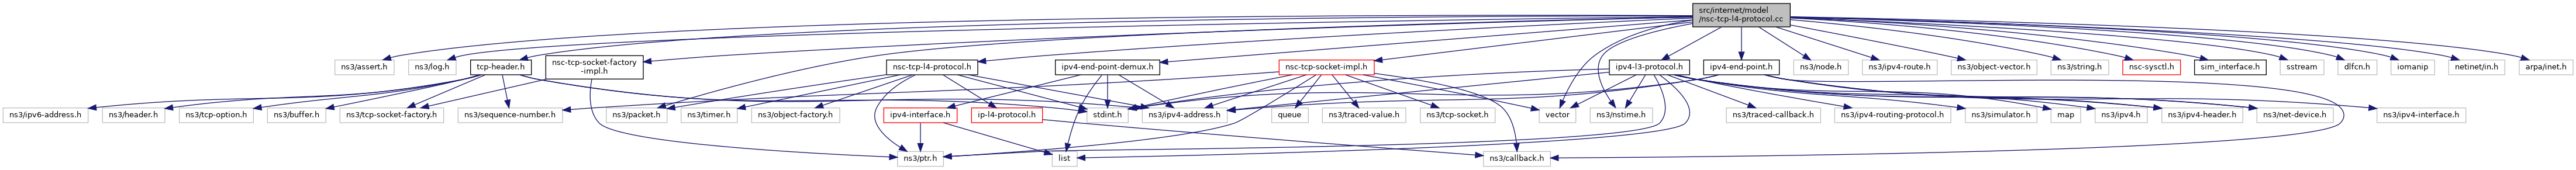 src/internet/model
/nsc-tcp-l4-protocol.cc
ns3/assert.h
ns3/log.h
tcp-header.h
nsc-tcp-socket-factory
-impl.h
nsc-tcp-l4-protocol.h
ipv4-end-point-demux.h
nsc-tcp-socket-impl.h
ipv4-l3-protocol.h
ipv4-end-point.h
ns3/node.h
ns3/ipv4-route.h
ns3/object-vector.h
ns3/string.h
nsc-sysctl.h
sim_interface.h
sstream
dlfcn.h
iomanip
netinet/in.h
arpa/inet.h
ns3/ipv6-address.h
ns3/header.h
ns3/tcp-option.h
ns3/buffer.h
ns3/tcp-socket-factory.h
ns3/sequence-number.h
ns3/packet.h
ns3/timer.h
ns3/object-factory.h
ipv4-interface.h
ip-l4-protocol.h
stdint.h
ns3/ipv4-address.h
queue
ns3/traced-value.h
ns3/tcp-socket.h
vector
ns3/nstime.h
ns3/traced-callback.h
ns3/ipv4-routing-protocol.h
ns3/simulator.h
map
ns3/ipv4.h
ns3/ipv4-header.h
ns3/net-device.h
ns3/ipv4-interface.h
ns3/ptr.h
list
ns3/callback.h